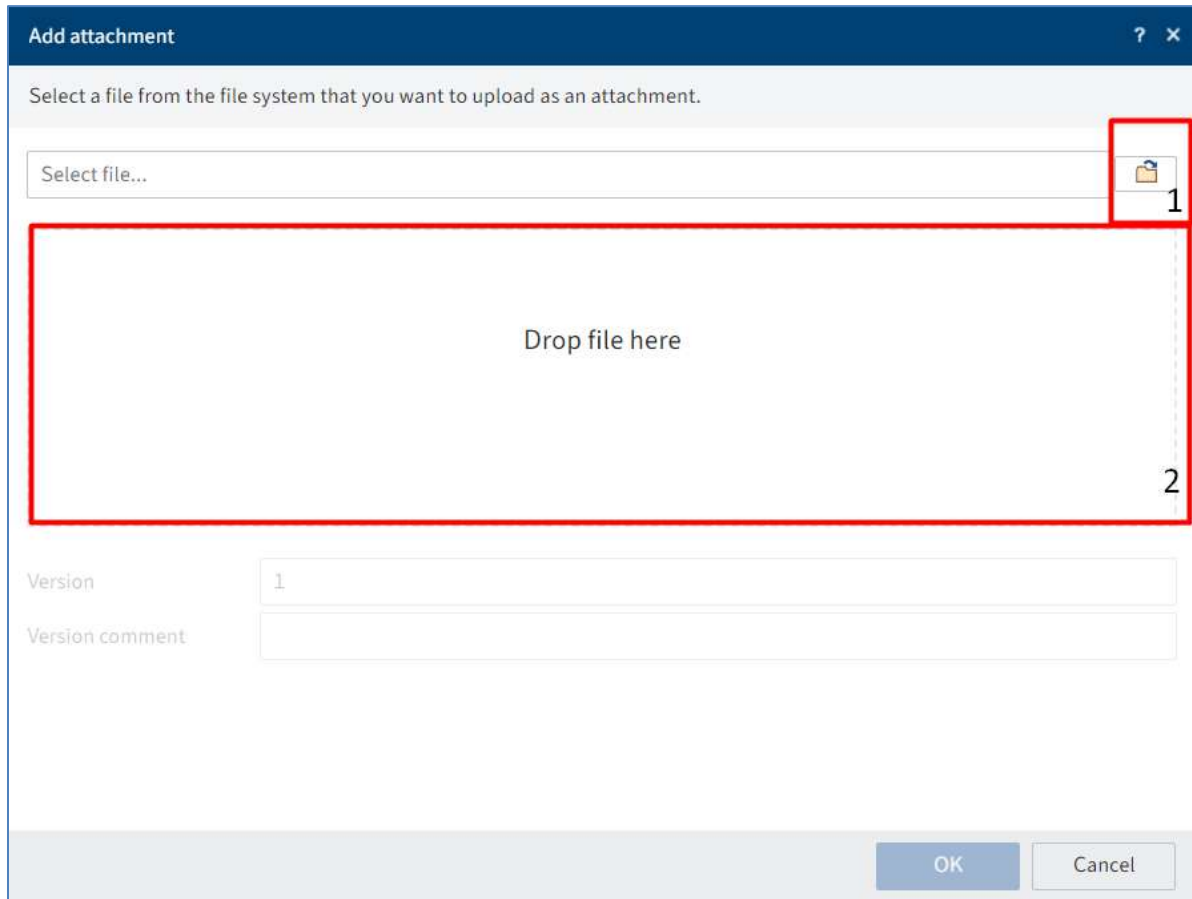 Add attachment ? ×
Select a file from the file system that you want to upload as an attachment.
Select file...
1
Drop file here
2
Version 1
Version comment
OK Cancel